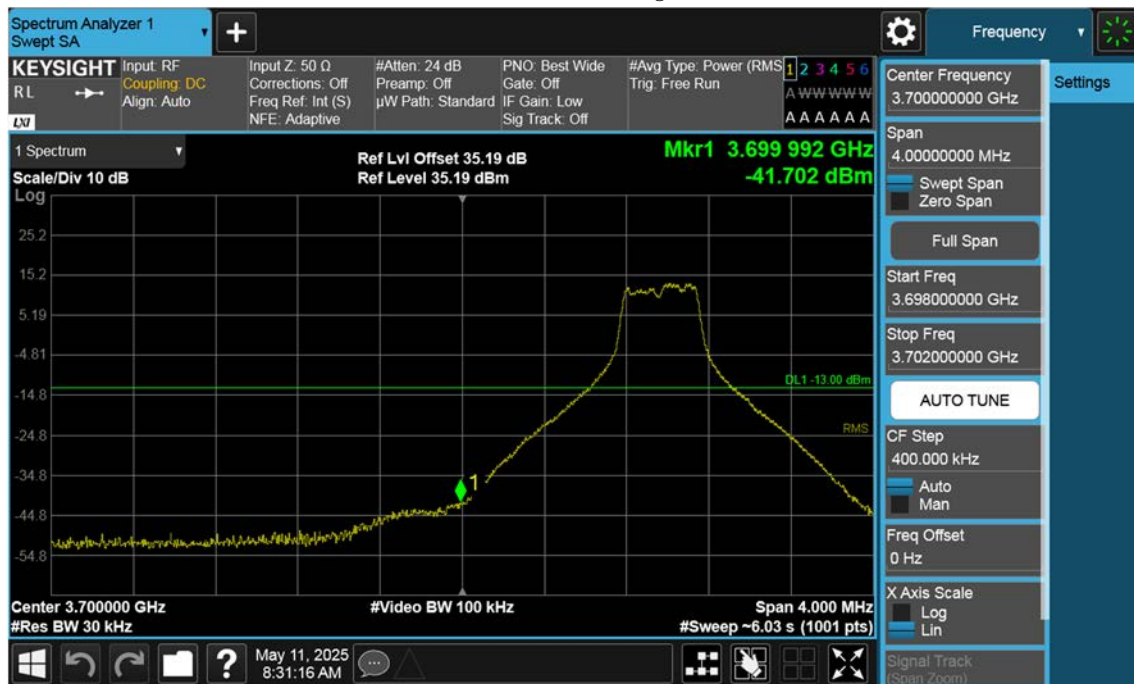 Spectrum Analyzer 1
Swept SA
+
Frequency
KEYSIGHT
RL
LXI
Input: RF
Coupling: DC
Align: Auto
Input Z: 50 Ω
Corrections: Off
Freq Ref: Int (S)
NFE: Adaptive
#Atten: 24 dB
Preamp: Off
µW Path: Standard
PNO: Best Wide
Gate: Off
IF Gain: Low
Sig Track: Off
#Avg Type: Power (RMS
Trig: Free Run
1 2 3 4 5 6
A W W W W W
A A A A A A
1 Spectrum
Scale/Div 10 dB
Log
Ref Lvl Offset 35.19 dB
Ref Level 35.19 dBm
Mkr1 3.699 992 GHz
-41.702 dBm
25.2
15.2
5.19
-4.81
-14.8
-24.8
-34.8
-44.8
-54.8
DL1 -13.00 dBm
RMS
1
Center 3.700000 GHz
#Res BW 30 kHz
#Video BW 100 kHz
Span 4.000 MHz
#Sweep ~6.03 s (1001 pts)
Center Frequency
3.700000000 GHz
Span
4.00000000 MHz
Swept Span
Zero Span
Full Span
Start Freq
3.698000000 GHz
Stop Freq
3.702000000 GHz
AUTO TUNE
CF Step
400.000 kHz
Auto
Man
Freq Offset
0 Hz
X Axis Scale
Log
Lin
Signal Track
(Span Zoom)
Settings
?
May 11, 2025
8:31:16 AM